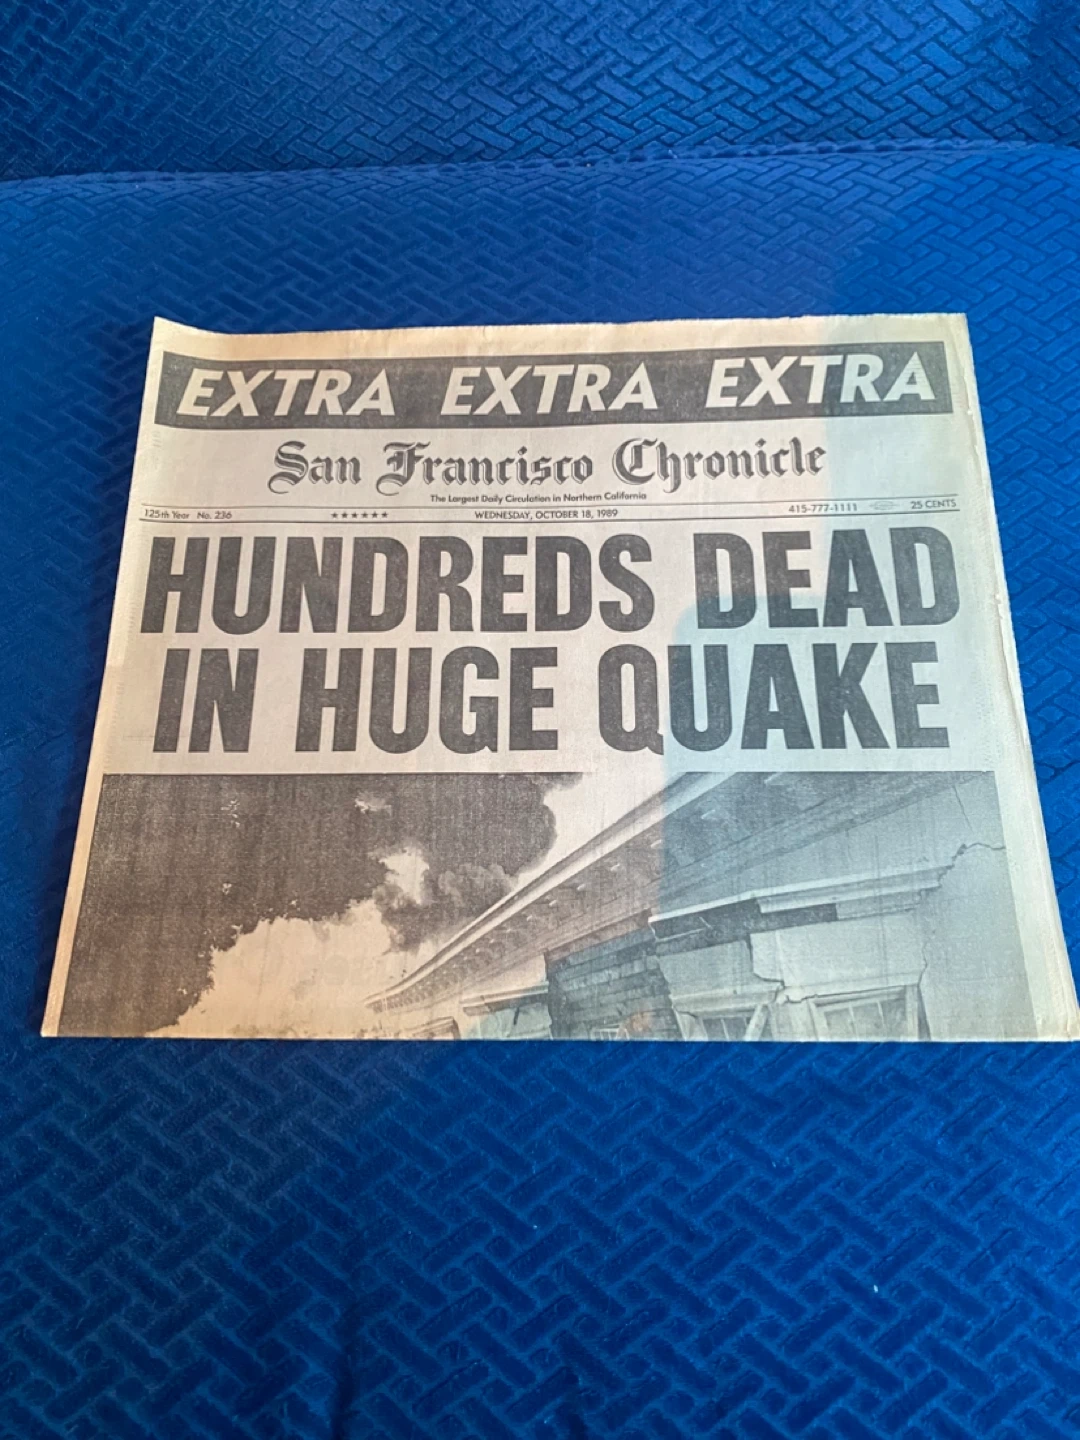 EXTRA EXTRA EXTRA
San Francisco Chronicle
The Largest Daily Circulation in Northern California
125th Year No. 236 ★★★★★★ WEDNESDAY, OCTOBER 18, 1989 415-777-1111 25 CENTS
HUNDREDS DEAD
IN HUGE QUAKE